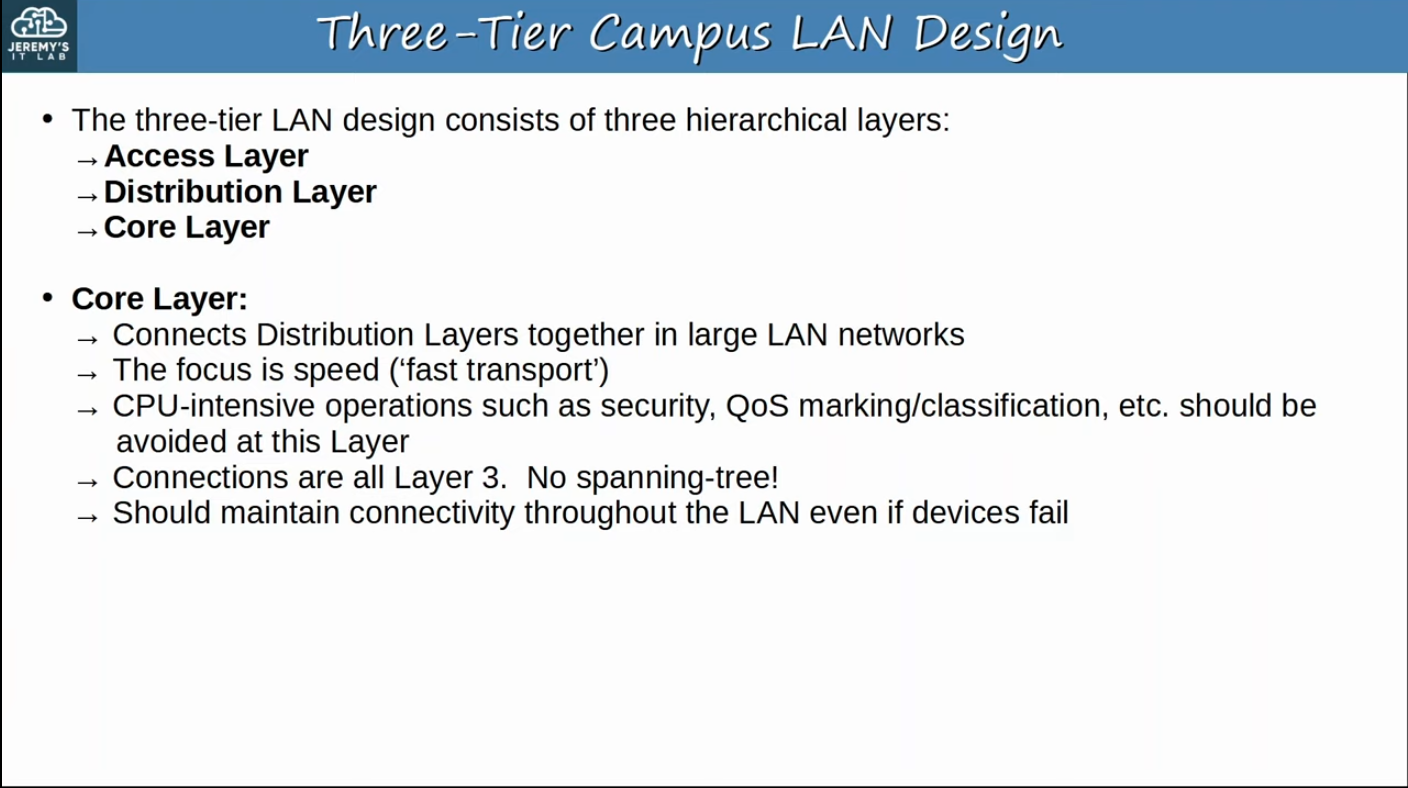 JEREMY'S
IT LAB
Three-Tier Campus LAN Design
• The three-tier LAN design consists of three hierarchical layers:
→Access Layer
→Distribution Layer
→Core Layer
• Core Layer:
→ Connects Distribution Layers together in large LAN networks
→ The focus is speed (‘fast transport’)
→ CPU-intensive operations such as security, QoS marking/classification, etc. should be
avoided at this Layer
→ Connections are all Layer 3.  No spanning-tree!
→ Should maintain connectivity throughout the LAN even if devices fail